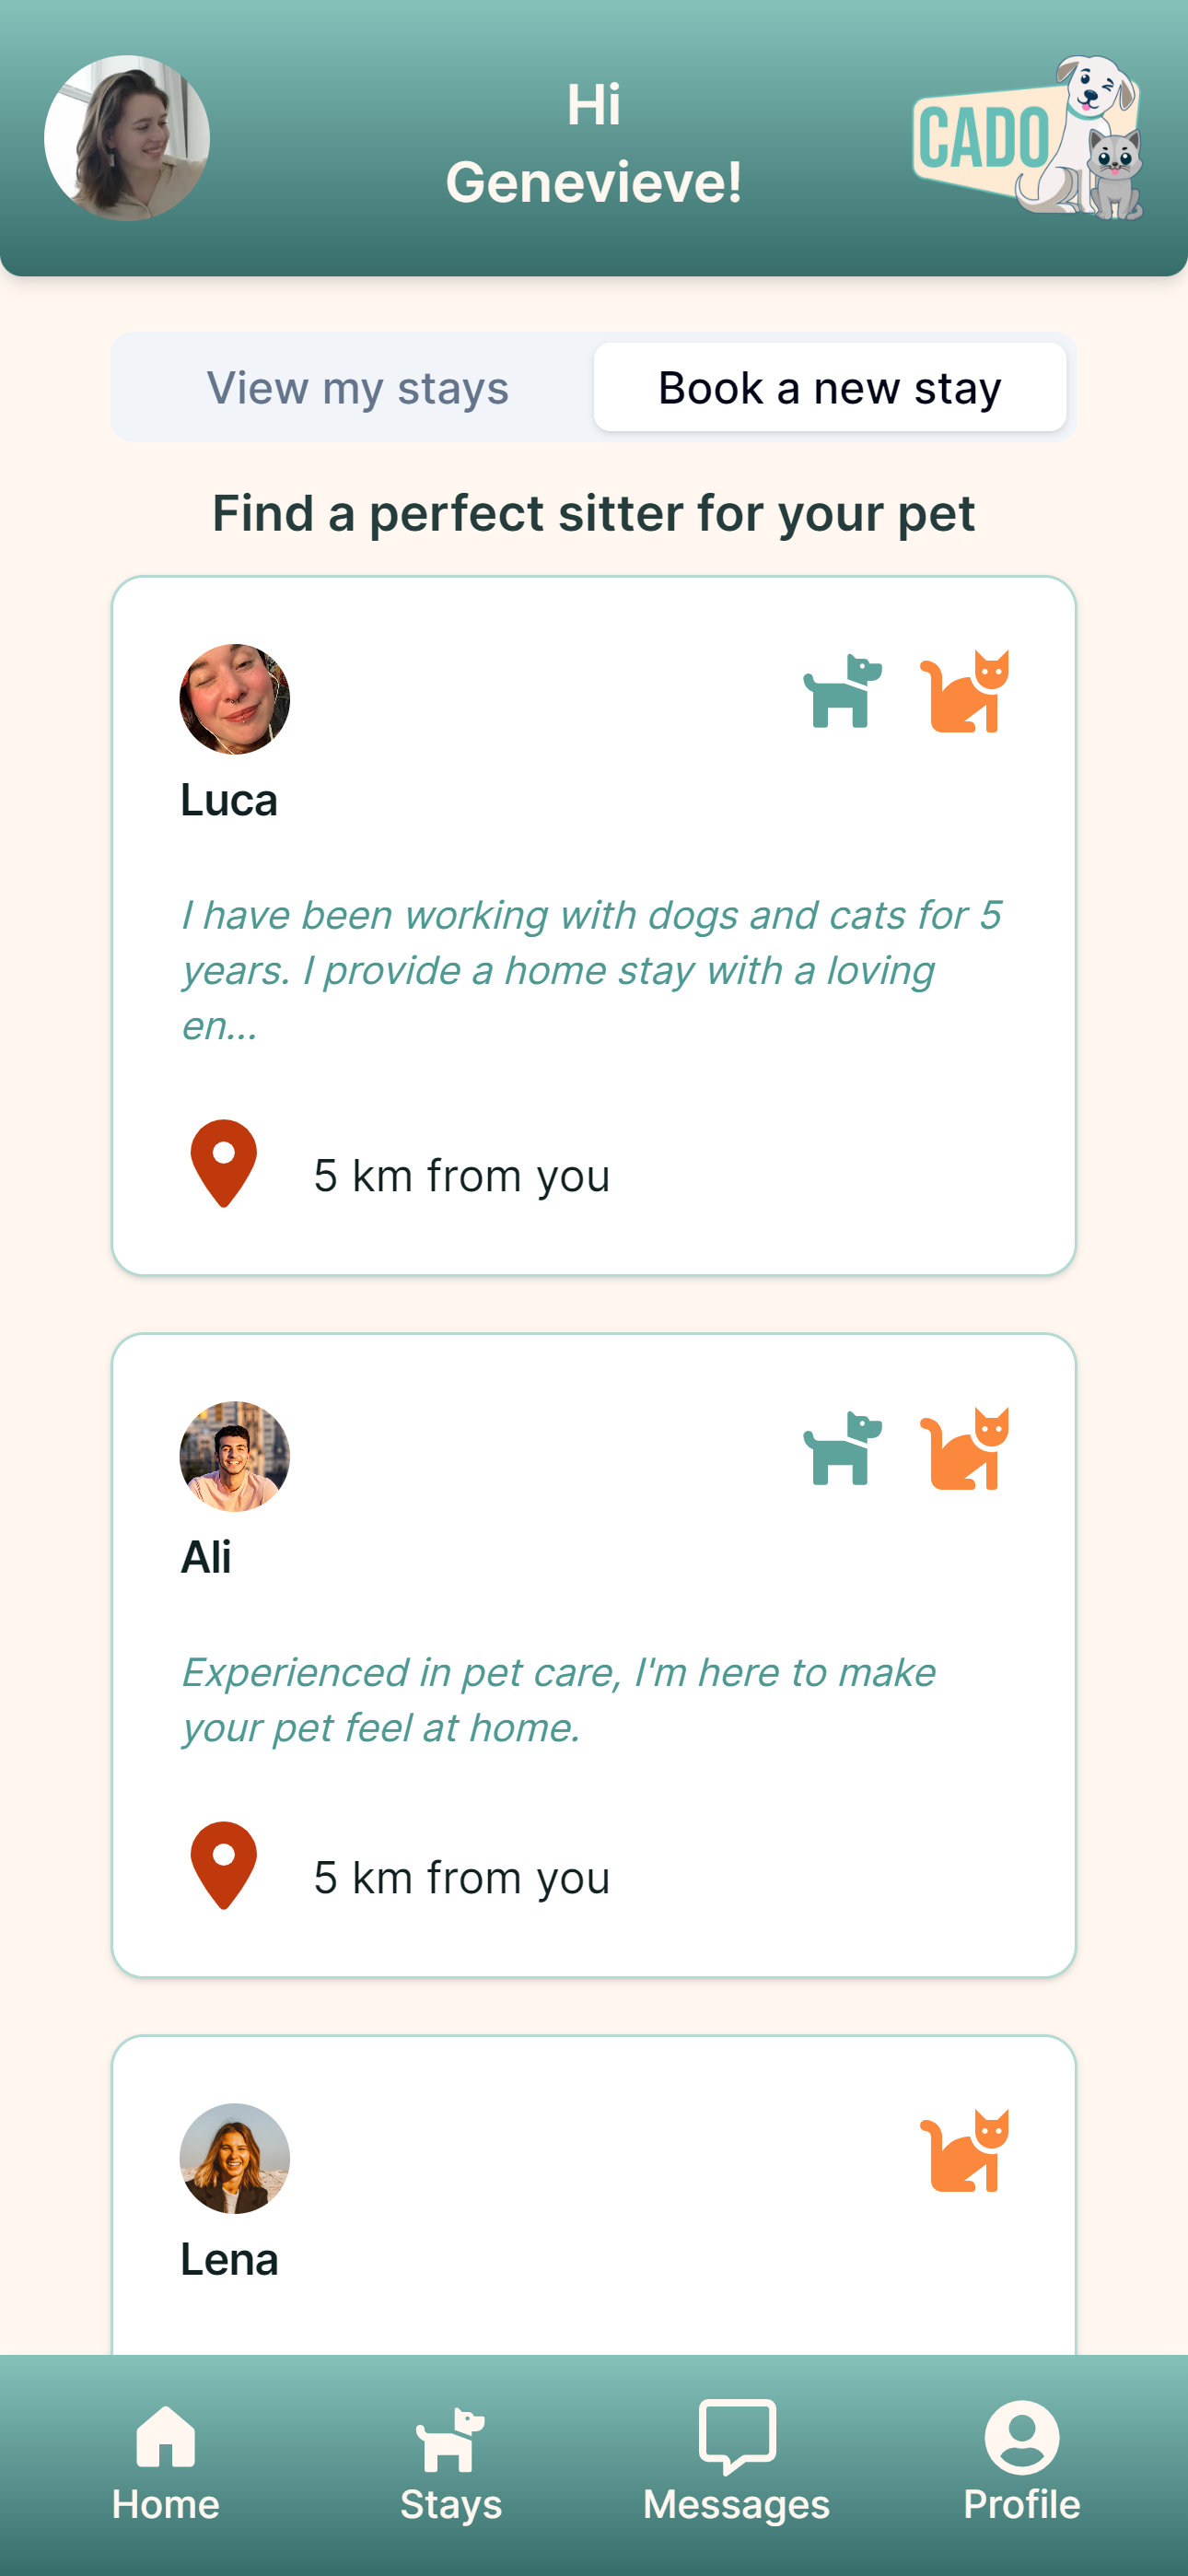 Hi
Genevieve!
CADO
View my stays
Book a new stay
Find a perfect sitter for your pet
Luca
I have been working with dogs and cats for 5
years. I provide a home stay with a loving
en...
5 km from you
Ali
Experienced in pet care, I'm here to make
your pet feel at home.
5 km from you
Lena
Home
Stays
Messages
Profile